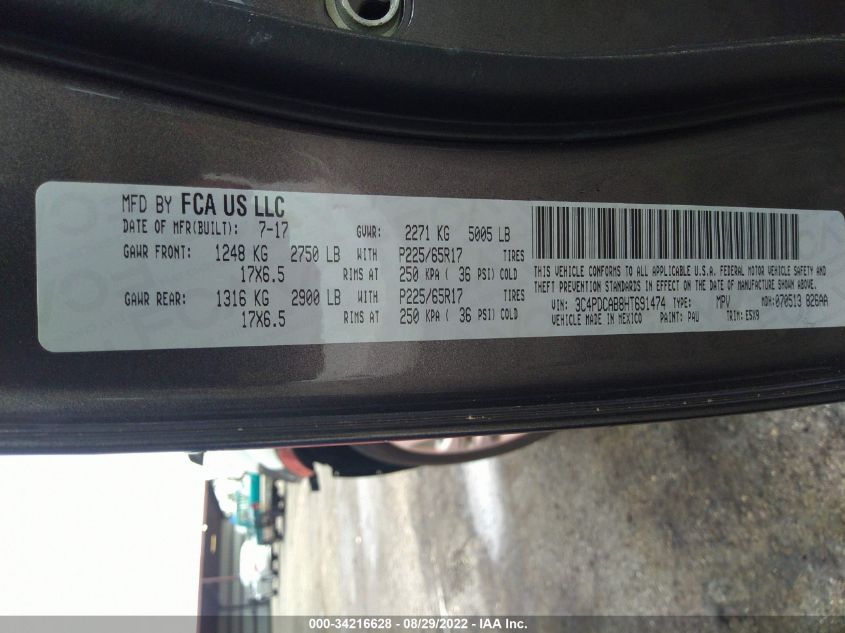 MFD BY FCA US LLC
DATE OF MFR(BUILT): 7-17 GVWR: 2271 KG 5005 LB
GAWR FRONT: 1248 KG 2750 LB WITH P225/65R17 TIRES
17X6.5 RIMS AT 250 KPA ( 36 PSI) COLD
GAWR REAR: 1316 KG 2900 LB WITH P225/65R17 TIRES
17X6.5 RIMS AT 250 KPA ( 36 PSI) COLD
THIS VEHICLE CONFORMS TO ALL APPLICABLE U.S.A. FEDERAL MOTOR VEHICLE SAFETY, BUMPER, AND
THEFT PREVENTION STANDARDS IN EFFECT ON THE DATE OF MANUFACTURE SHOWN ABOVE.
VIN: 3C4PDCAB8HT691474 TYPE: MPV MDH: 070513 826AA
VEHICLE MADE IN MEXICO PAINT: PAU TRIM: E5X9
000-34216628 - 08/29/2022 - IAA Inc.